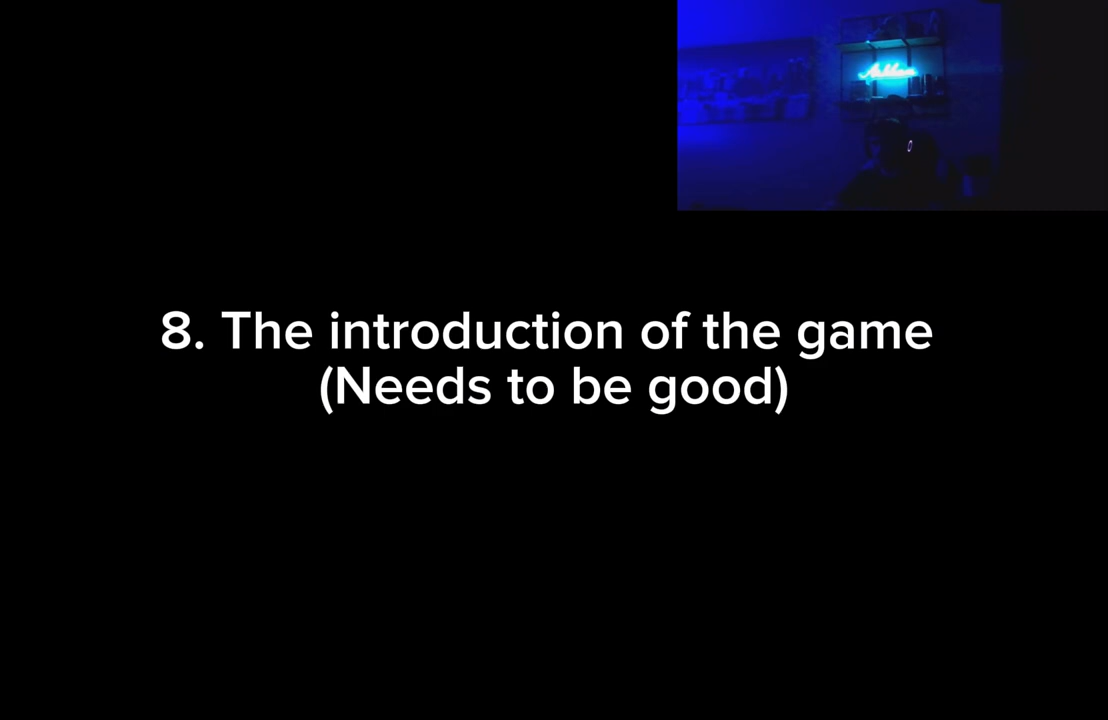 8. The introduction of the game
(Needs to be good)